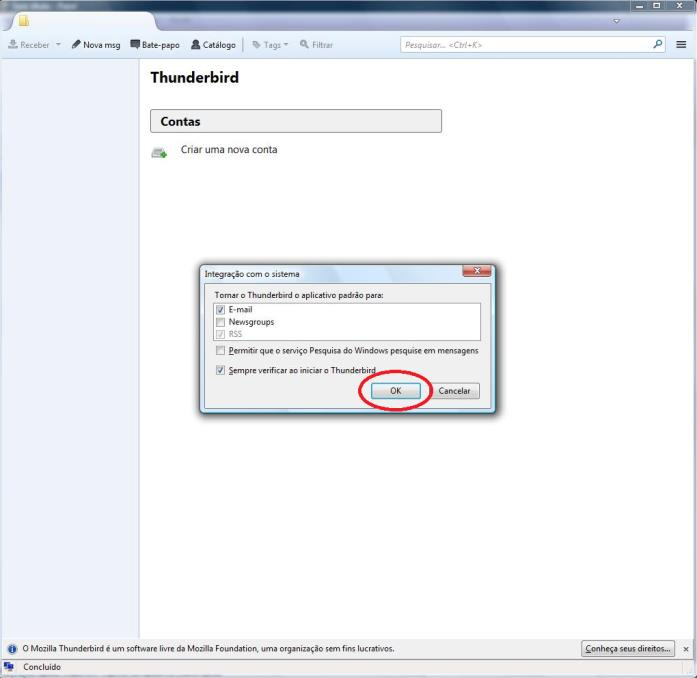 Receber
Nova msg
Bate-papo
Catálogo
Tags
Filtrar
Pesquisar... <Ctrl+K>
Thunderbird
Contas
Criar uma nova conta
Integração com o sistema
Tornar o Thunderbird o aplicativo padrão para:
E-mail
Newsgroups
RSS
Permitir que o serviço Pesquisa do Windows pesquise em mensagens
Sempre verificar ao iniciar o Thunderbird
OK
Cancelar
O Mozilla Thunderbird é um software livre da Mozilla Foundation, uma organização sem fins lucrativos.
Conheça seus direitos...
Concluído